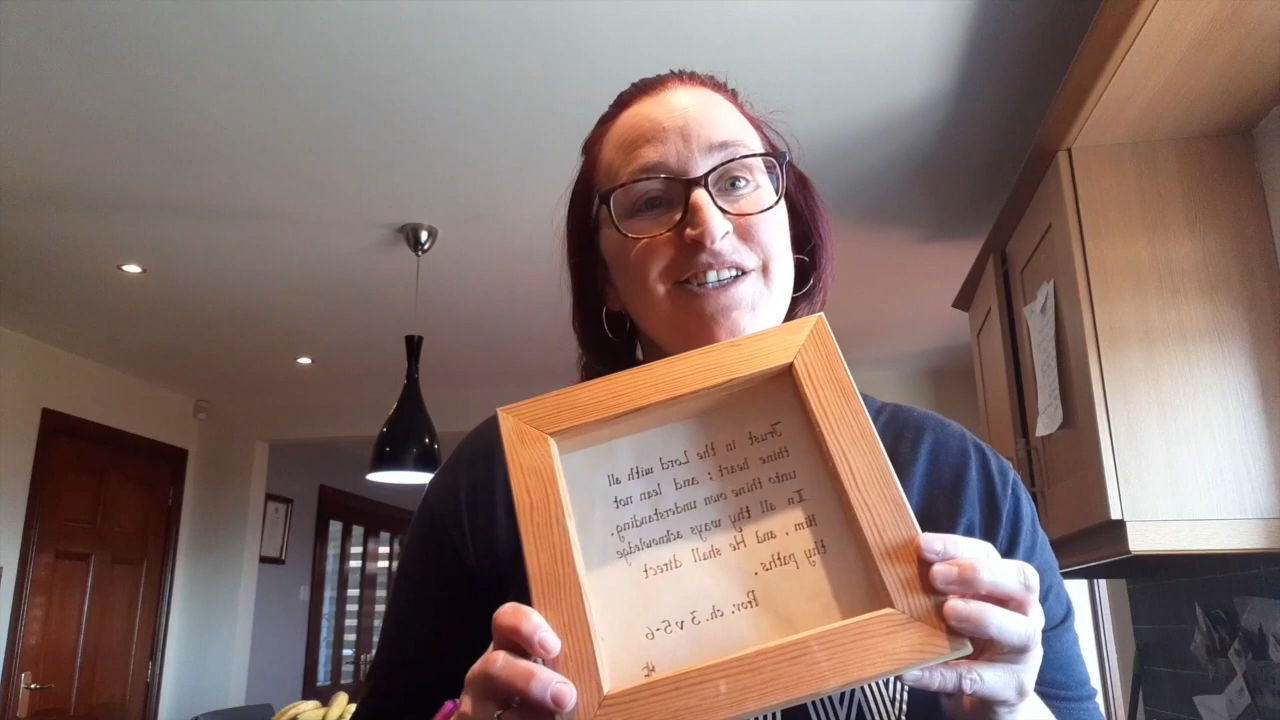 Trust in the Lord with all
thine heart : and lean not
unto thine own understanding.
In all thy ways acknowledge
Him, and He shall direct
thy paths.
Prov. ch. 3 v 5-6